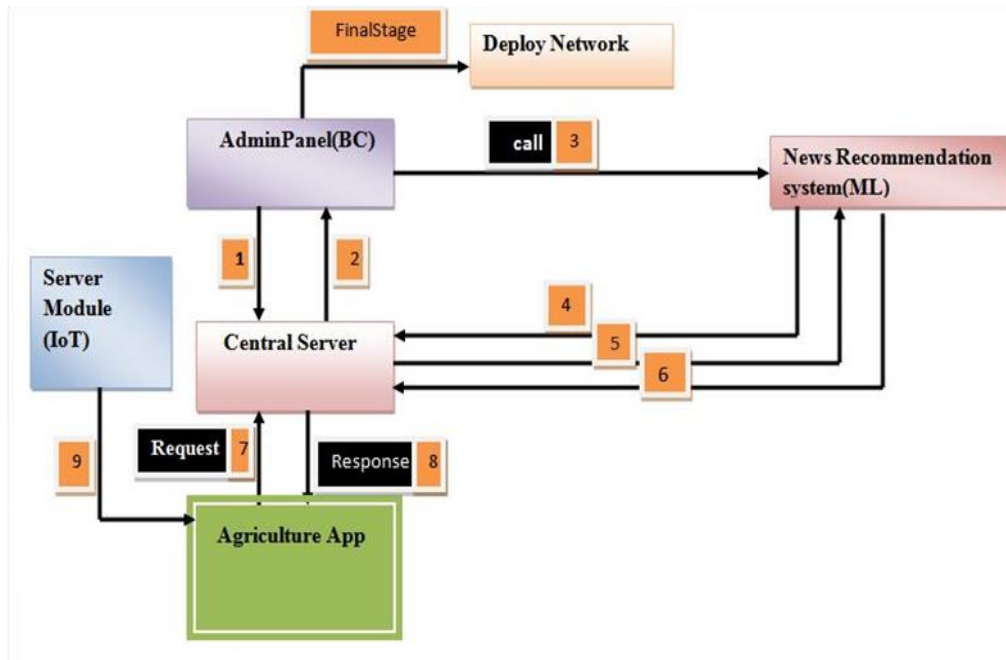 FinalStage
Deploy Network
AdminPanel(BC)
call 3
News Recommendation
system(ML)
1
2
Server
Module
(IoT)
4
Central Server
5
6
Request 7
Response 8
9
Agriculture App